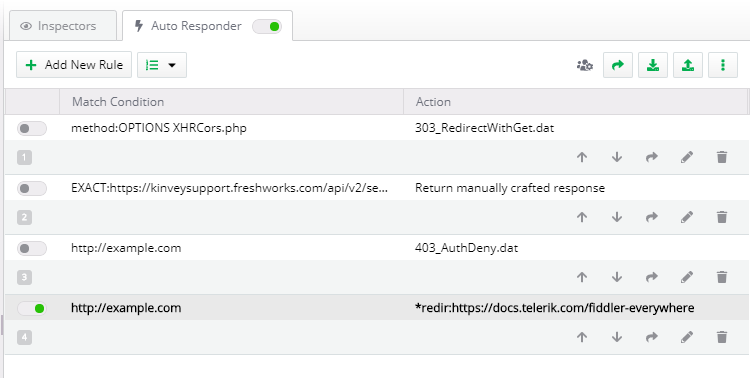 Inspectors
Auto Responder
Add New Rule
Match Condition
Action
method:OPTIONS XHRCors.php
303_RedirectWithGet.dat
1
EXACT:https://kinveysupport.freshworks.com/api/v2/se...
Return manually crafted response
2
http://example.com
403_AuthDeny.dat
3
http://example.com
*redir:https://docs.telerik.com/fiddler-everywhere
4